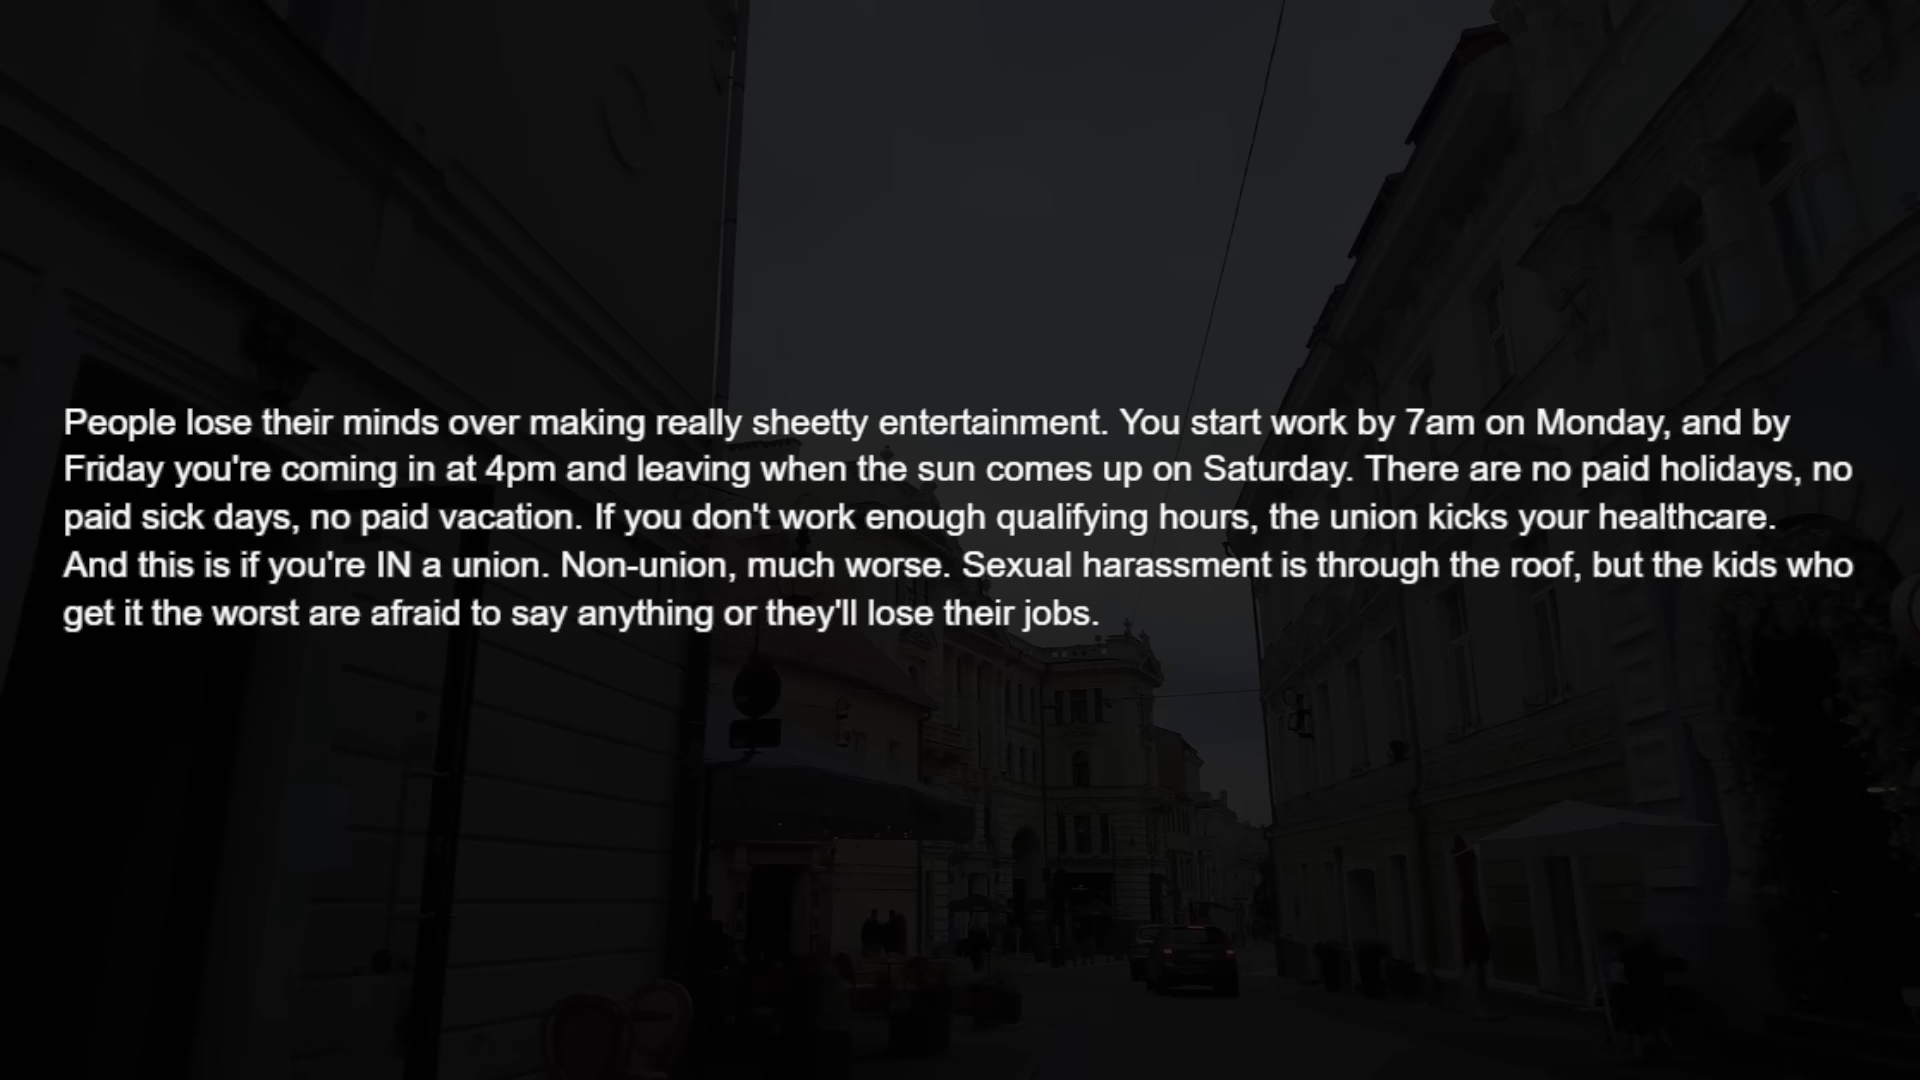 People lose their minds over making really sheetty entertainment. You start work by 7am on Monday, and by
Friday you're coming in at 4pm and leaving when the sun comes up on Saturday. There are no paid holidays, no
paid sick days, no paid vacation. If you don't work enough qualifying hours, the union kicks your healthcare.
And this is if you're IN a union. Non-union, much worse. Sexual harassment is through the roof, but the kids who
get it the worst are afraid to say anything or they'll lose their jobs.